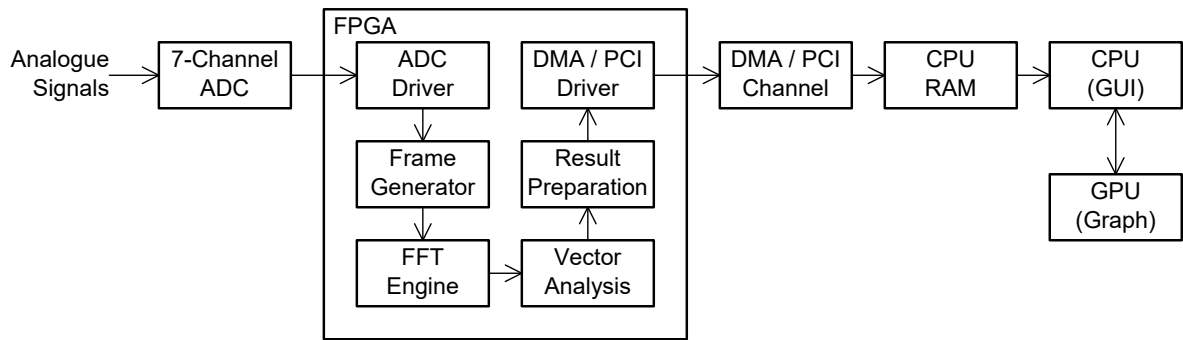 FPGA
Analogue
Signals
7-Channel
ADC
ADC
Driver
Frame
Generator
FFT
Engine
Vector
Analysis
Result
Preparation
DMA / PCI
Driver
DMA / PCI
Channel
CPU
RAM
CPU
(GUI)
GPU
(Graph)